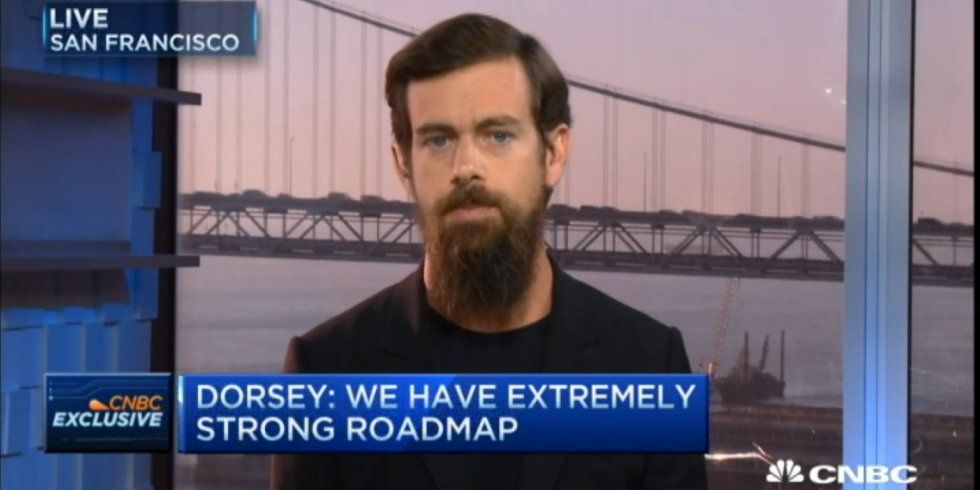 LIVE
SAN FRANCISCO
CNBC
EXCLUSIVE
DORSEY: WE HAVE EXTREMELY
STRONG ROADMAP
CNBC